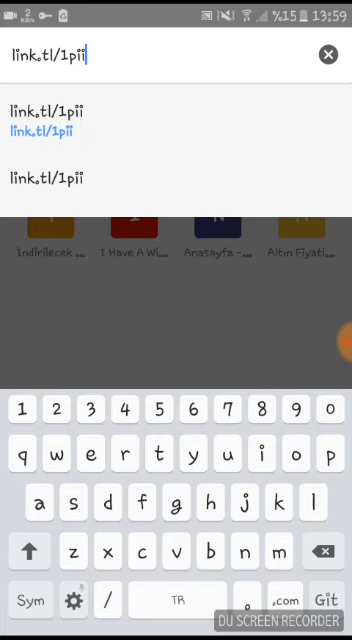 2
KB/s
%15 13:59
link.tl/1pii
link.tl/1pii
link.tl/1pii
link.tl/1pii
İndirilecek ... I Have A Wi... Anasayfa –... Altın Fiyatl...
1 2 3 4 5 6 7 8 9 0
q w e r t y u i o p
a s d f g h j k l
z x c v b n m
Sym / TR . .com Git
DU SCREEN RECORDER